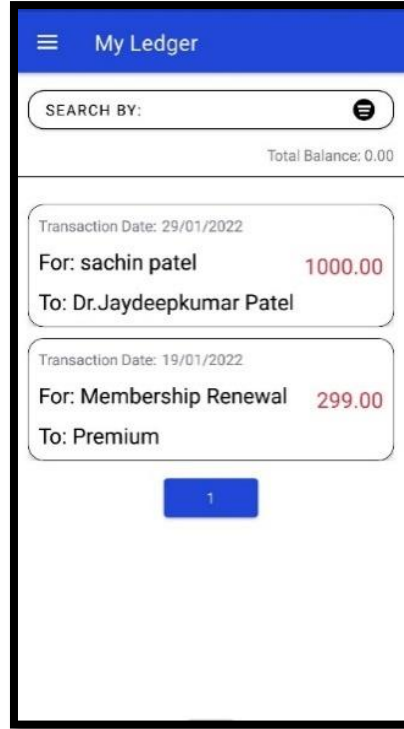 My Ledger
SEARCH BY:
Total Balance: 0.00
Transaction Date: 29/01/2022
For: sachin patel 1000.00
To: Dr.Jaydeepkumar Patel
Transaction Date: 19/01/2022
For: Membership Renewal 299.00
To: Premium
1